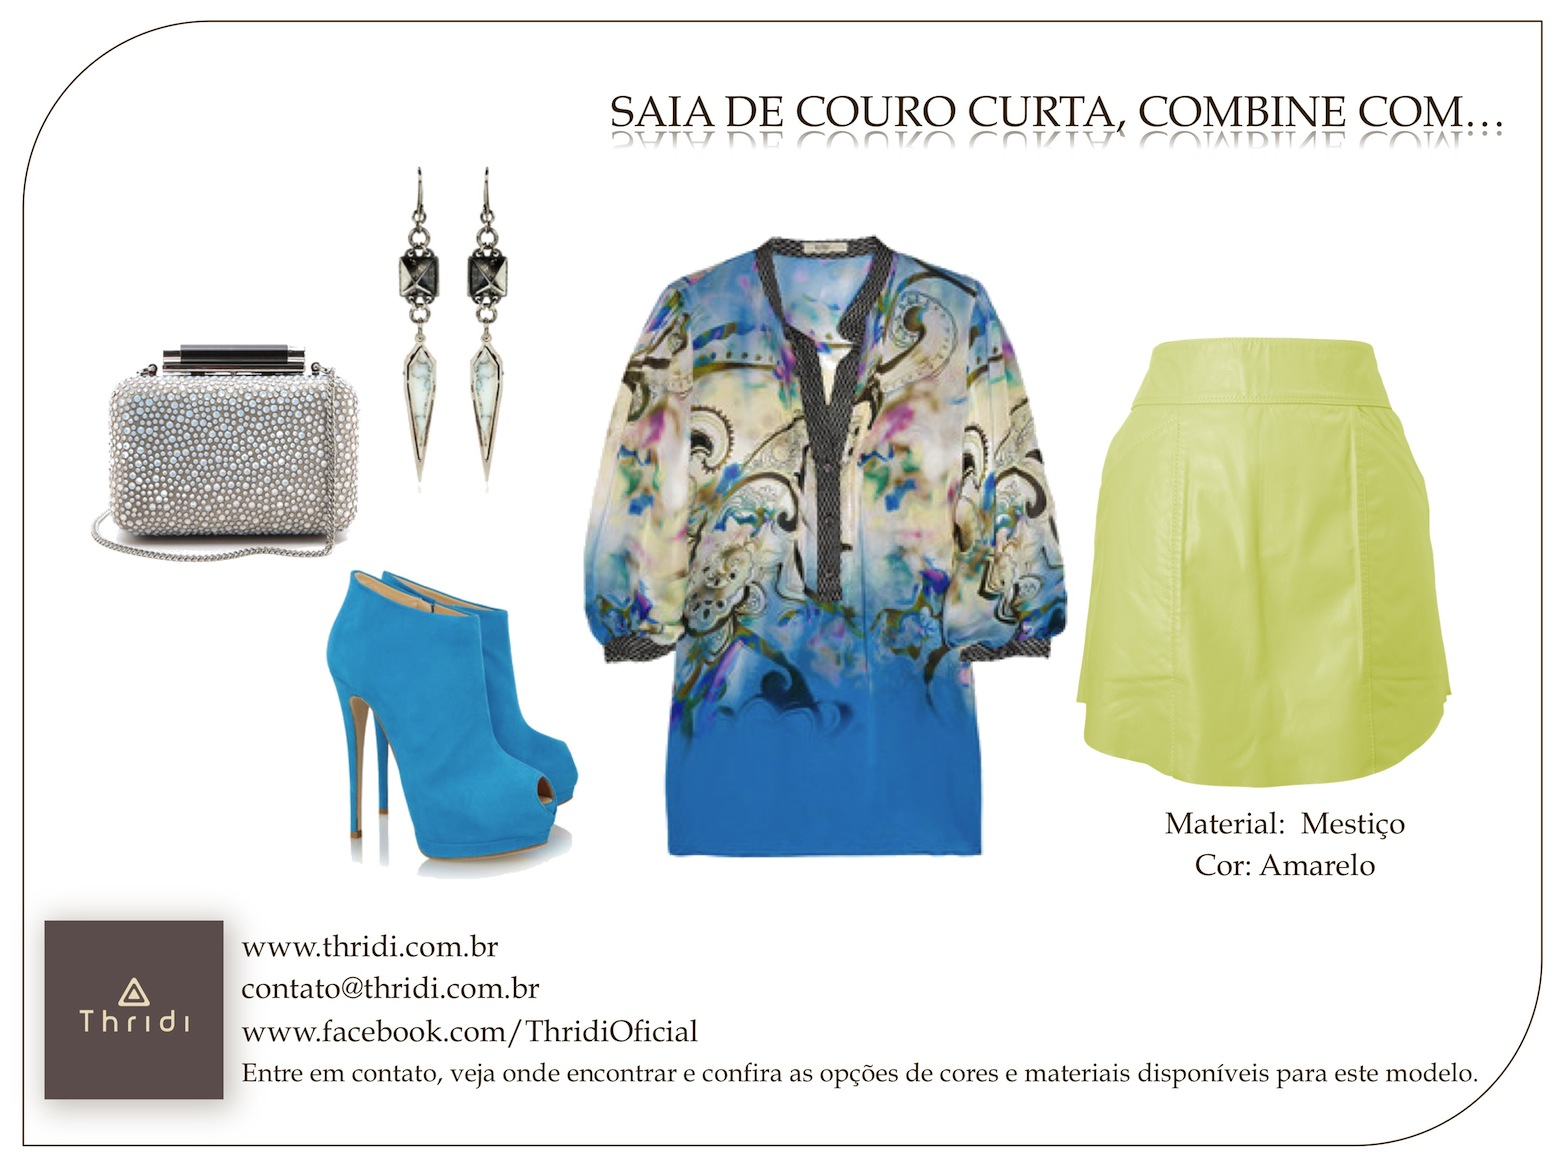 SAIA DE COURO CURTA, COMBINE COM...
Material:  Mestiço
Cor: Amarelo
Thridi
www.thridi.com.br
contato@thridi.com.br
www.facebook.com/ThridiOficial
Entre em contato, veja onde encontrar e confira as opções de cores e materiais disponíveis para este modelo.